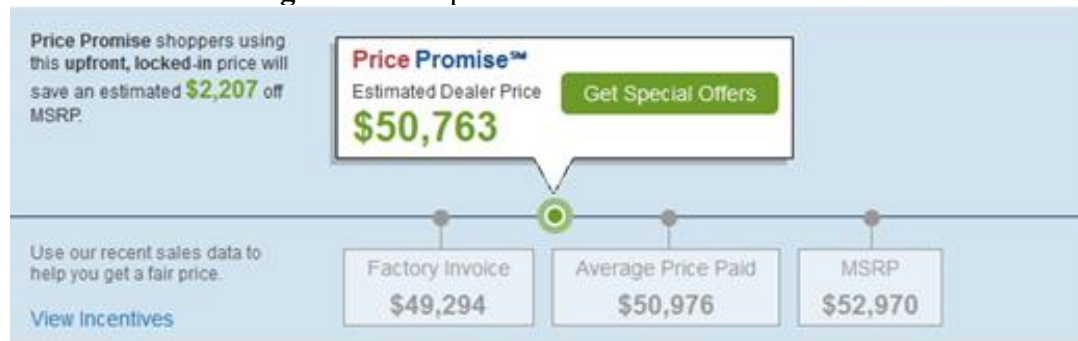 Price Promise shoppers using
this upfront, locked-in price will
save an estimated $2,207 off
MSRP.
Price Promise℠
Estimated Dealer Price
$50,763
Get Special Offers
Use our recent sales data to
help you get a fair price.
View Incentives
Factory Invoice
$49,294
Average Price Paid
$50,976
MSRP
$52,970